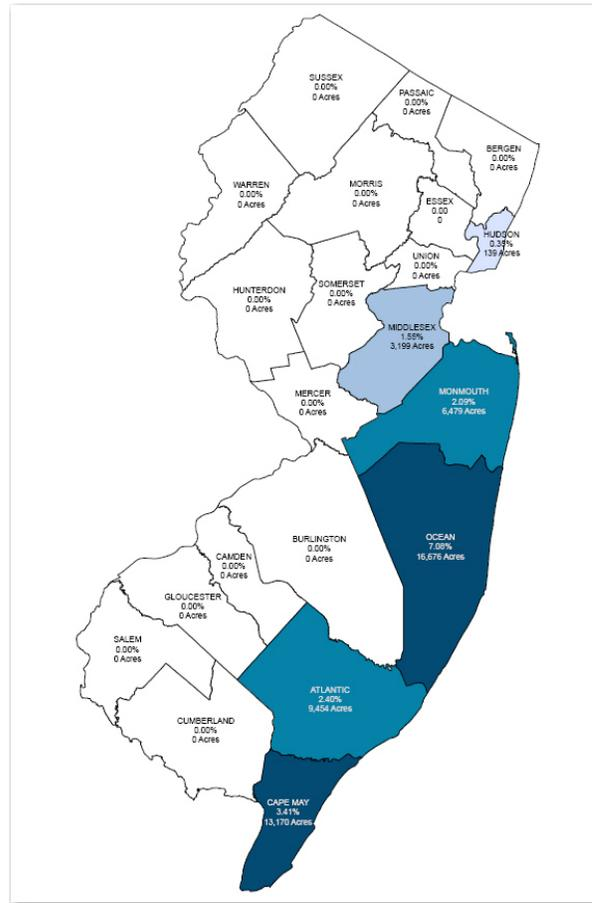 SUSSEX
0.00%
0 Acres
PASSAIC
0.00%
0 Acres
BERGEN
0.00%
0 Acres
WARREN
0.00%
0 Acres
MORRIS
0.00%
0 Acres
ESSEX
0.00
0
HUDSON
0.35%
139 Acres
UNION
0.00%
0 Acres
HUNTERDON
0.00%
0 Acres
SOMERSET
0.00%
0 Acres
MIDDLESEX
1.55%
3,199 Acres
MERCER
0.00%
0 Acres
MONMOUTH
2.09%
6,479 Acres
OCEAN
7.08%
16,676 Acres
BURLINGTON
0.00%
0 Acres
CAMDEN
0.00%
0 Acres
GLOUCESTER
0.00%
0 Acres
SALEM
0.00%
0 Acres
ATLANTIC
2.40%
9,454 Acres
CUMBERLAND
0.00%
0 Acres
CAPE MAY
3.41%
13,170 Acres